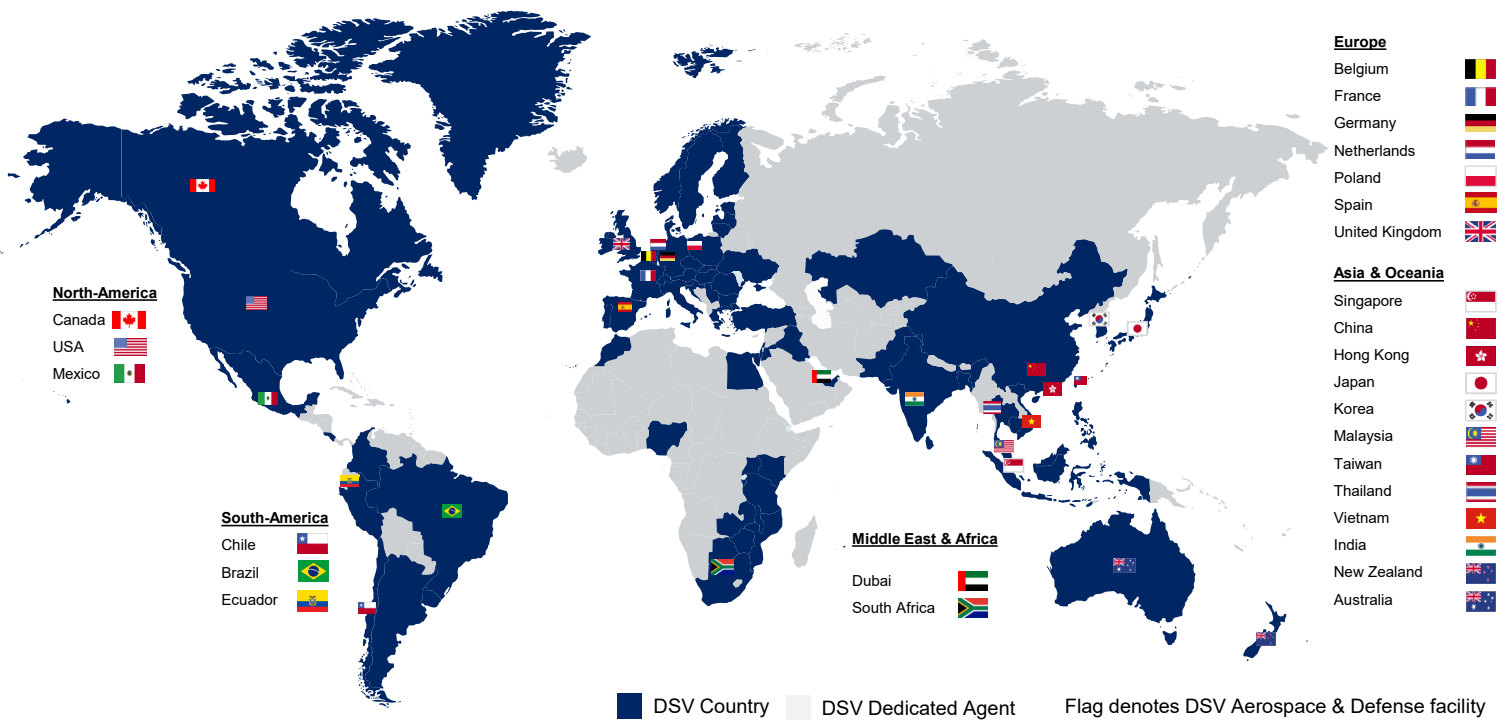 North-America
Canada
USA
Mexico
South-America
Chile
Brazil
Ecuador
Middle East & Africa
Dubai
South Africa
Europe
Belgium
France
Germany
Netherlands
Poland
Spain
United Kingdom
Asia & Oceania
Singapore
China
Hong Kong
Japan
Korea
Malaysia
Taiwan
Thailand
Vietnam
India
New Zealand
Australia
DSV Country
DSV Dedicated Agent
Flag denotes DSV Aerospace & Defense facility